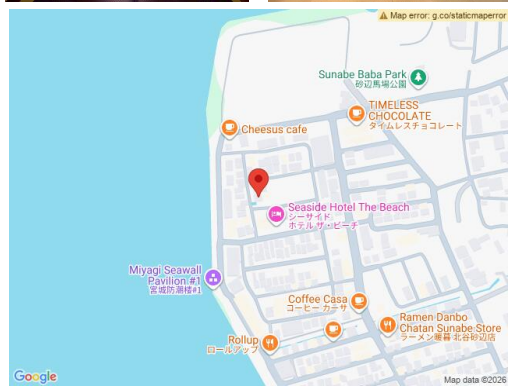 Map error: g.co/staticmaperror
Sunabe Baba Park
砂辺馬場公園
TIMELESS
CHOCOLATE
タイムレスチョコレート
Cheesus cafe
Seaside Hotel The Beach
シーサイド
ホテル ザ・ビーチ
Miyagi Seawall
Pavilion #1
宮城防潮楼#1
Coffee Casa
コーヒー カーサ
Ramen Danbo
Chatan Sunabe Store
ラーメン暖暮 北谷砂辺店
Rollup
ロールアップ
Google
Map data ©2026